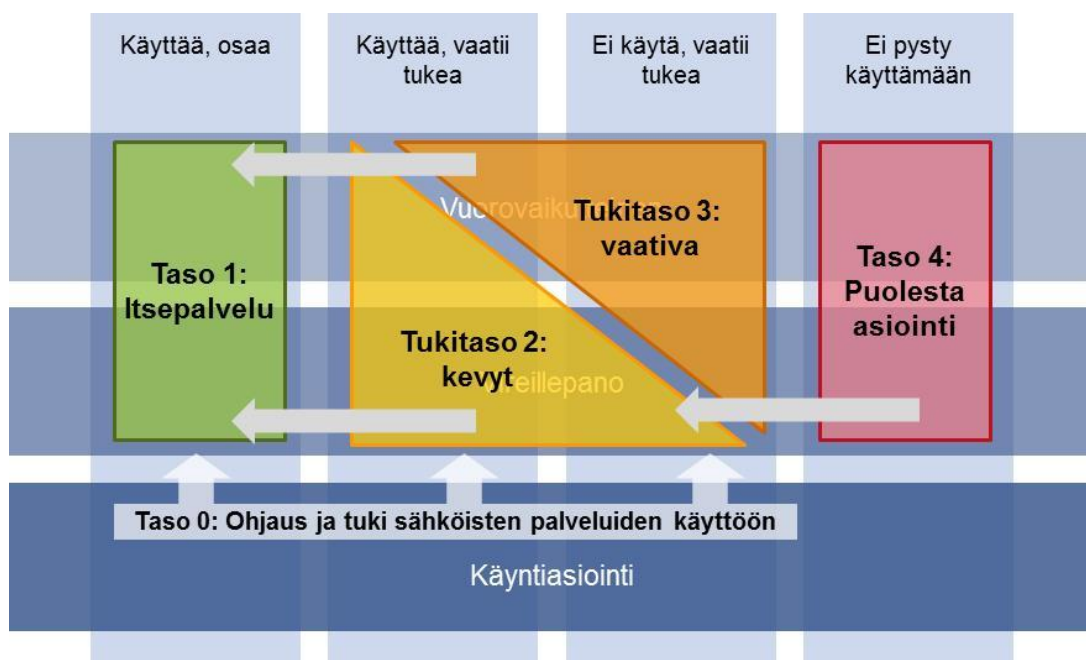 Käyttää, osaa
Käyttää, vaatii
tukea
Ei käytä, vaatii
tukea
Ei pysty
käyttämään
Taso 1:
Itsepalvelu
Tukitaso 2:
kevyt
Tukitaso 3:
vaativa
Taso 4:
Puolesta
asiointi
Taso 0: Ohjaus ja tuki sähköisten palveluiden käyttöön
Käyntiasiointi